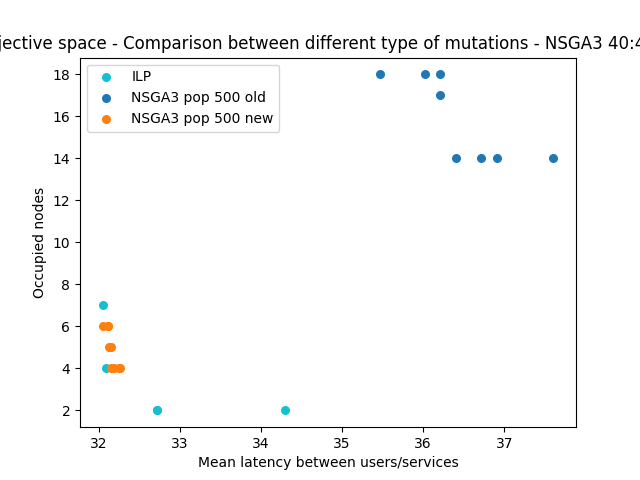 jective space - Comparison between different type of mutations - NSGA3 40:4
ILP
NSGA3 pop 500 old
NSGA3 pop 500 new
Occupied nodes
18
16
14
12
10
8
6
4
2
32 33 34 35 36 37
Mean latency between users/services